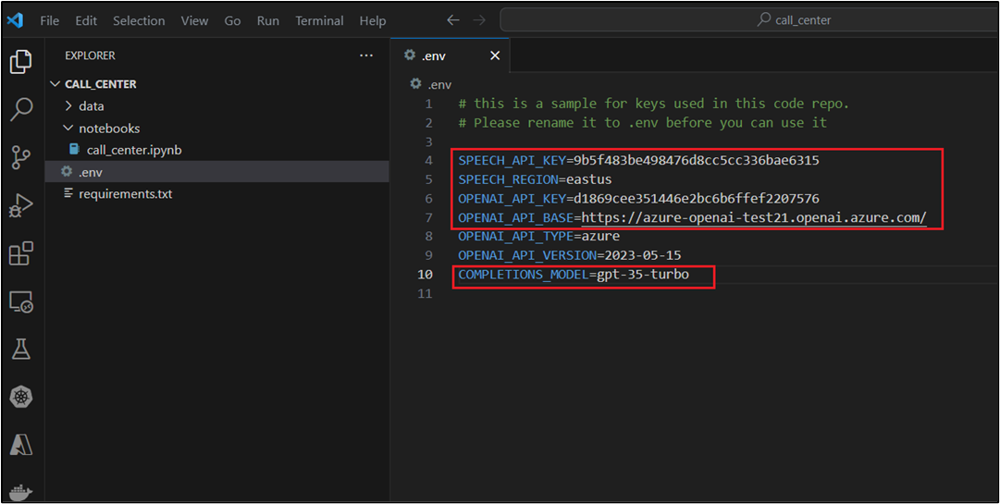 File Edit Selection View Go Run Terminal Help call_center
EXPLORER ...
.env
CALL_CENTER
data
notebooks
call_center.ipynb
.env
requirements.txt
.env
1 # this is a sample for keys used in this code repo.
2 # Please rename it to .env before you can use it
3
4 SPEECH_API_KEY=9b5f483be498476d8cc5cc336bae6315
5 SPEECH_REGION=eastus
6 OPENAI_API_KEY=d1869cee351446e2bc6b6ffef2207576
7 OPENAI_API_BASE=https://azure-openai-test21.openai.azure.com/
8 OPENAI_API_TYPE=azure
9 OPENAI_API_VERSION=2023-05-15
10 COMPLETIONS_MODEL=gpt-35-turbo
11